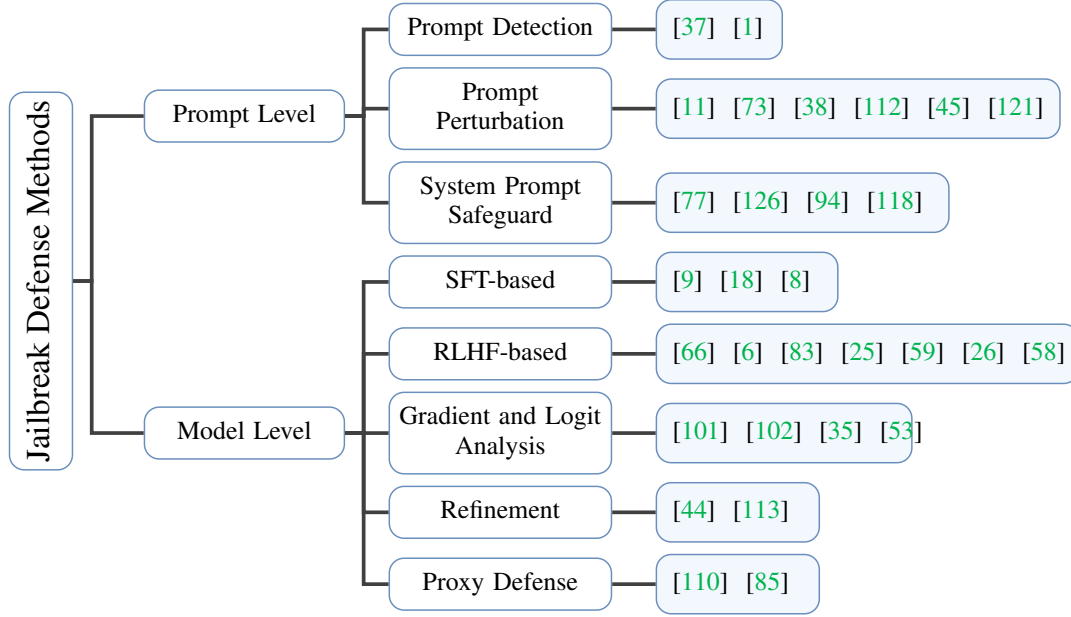 Jailbreak Defense Methods
Prompt Level
Prompt Detection
[37] [1]
Prompt
Perturbation
[11] [73] [38] [112] [45] [121]
System Prompt
Safeguard
[77] [126] [94] [118]
Model Level
SFT-based
[9] [18] [8]
RLHF-based
[66] [6] [83] [25] [59] [26] [58]
Gradient and Logit
Analysis
[101] [102] [35] [53]
Refinement
[44] [113]
Proxy Defense
[110] [85]